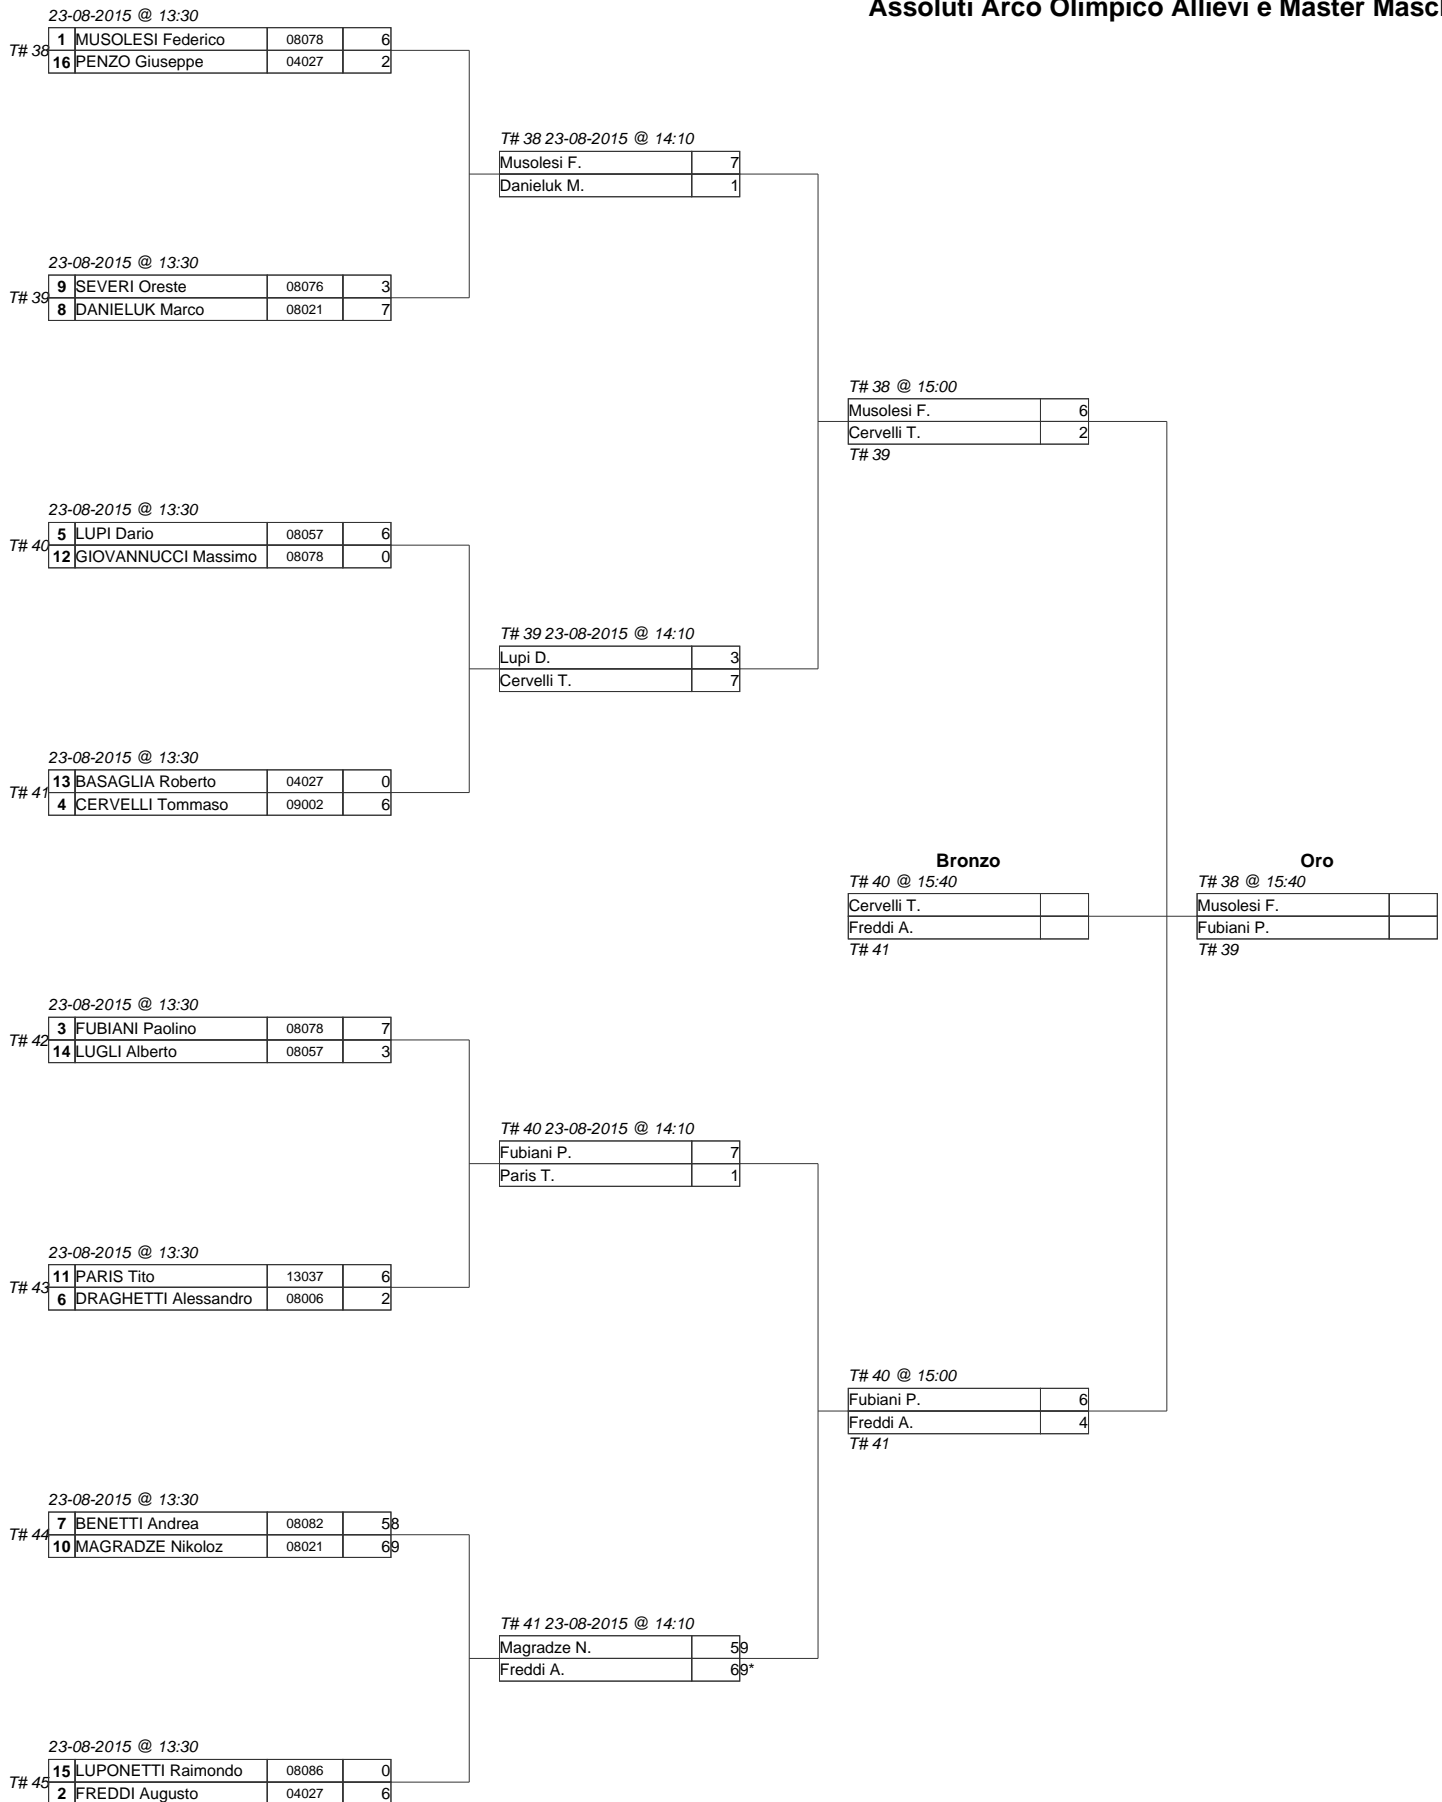 Assoluti Arco Olimpico Allievi e Master Masc
23-08-2015 @ 13:30
T# 38
1 MUSOLESI Federico 08078 6
16 PENZO Giuseppe 04027 2
T# 38 23-08-2015 @ 14:10
Musolesi F. 7
Danieluk M. 1
23-08-2015 @ 13:30
T# 39
9 SEVERI Oreste 08076 3
8 DANIELUK Marco 08021 7
T# 38 @ 15:00
Musolesi F. 6
Cervelli T. 2
T# 39
23-08-2015 @ 13:30
T# 40
5 LUPI Dario 08057 6
12 GIOVANNUCCI Massimo 08078 0
T# 39 23-08-2015 @ 14:10
Lupi D. 3
Cervelli T. 7
23-08-2015 @ 13:30
T# 41
13 BASAGLIA Roberto 04027 0
4 CERVELLI Tommaso 09002 6
Bronzo
T# 40 @ 15:40
Cervelli T.
Freddi A.
T# 41
Oro
T# 38 @ 15:40
Musolesi F.
Fubiani P.
T# 39
23-08-2015 @ 13:30
T# 42
3 FUBIANI Paolino 08078 7
14 LUGLI Alberto 08057 3
T# 40 23-08-2015 @ 14:10
Fubiani P. 7
Paris T. 1
23-08-2015 @ 13:30
T# 43
11 PARIS Tito 13037 6
6 DRAGHETTI Alessandro 08006 2
T# 40 @ 15:00
Fubiani P. 6
Freddi A. 4
T# 41
23-08-2015 @ 13:30
T# 44
7 BENETTI Andrea 08082 58
10 MAGRADZE Nikoloz 08021 69
T# 41 23-08-2015 @ 14:10
Magradze N. 59
Freddi A. 69*
23-08-2015 @ 13:30
T# 45
15 LUPONETTI Raimondo 08086 0
2 FREDDI Augusto 04027 6